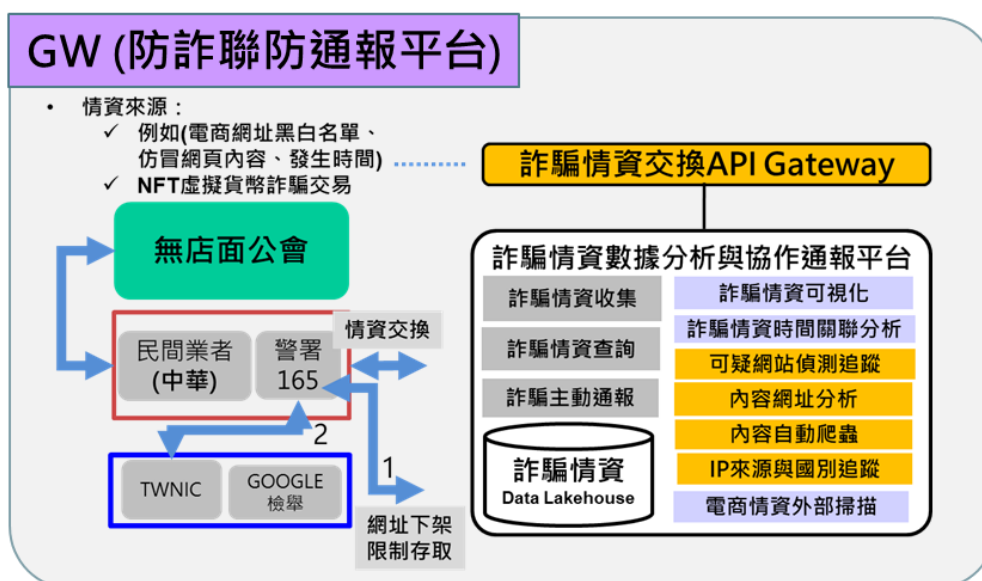 GW (防詐聯防通報平台)
• 情資來源：
✓ 例如(電商網址黑白名單、
仿冒網頁內容、發生時間)
✓ NFT虛擬貨幣詐騙交易
無店面公會
民間業者
(中華)
警署
165
情資交換
2
1
TWNIC
GOOGLE
檢舉
網址下架
限制存取
詐騙情資交換API Gateway
詐騙情資數據分析與協作通報平台
詐騙情資收集
詐騙情資查詢
詐騙主動通報
詐騙情資
Data Lakehouse
詐騙情資可視化
詐騙情資時間關聯分析
可疑網站偵測追蹤
內容網址分析
內容自動爬蟲
IP來源與國別追蹤
電商情資外部掃描